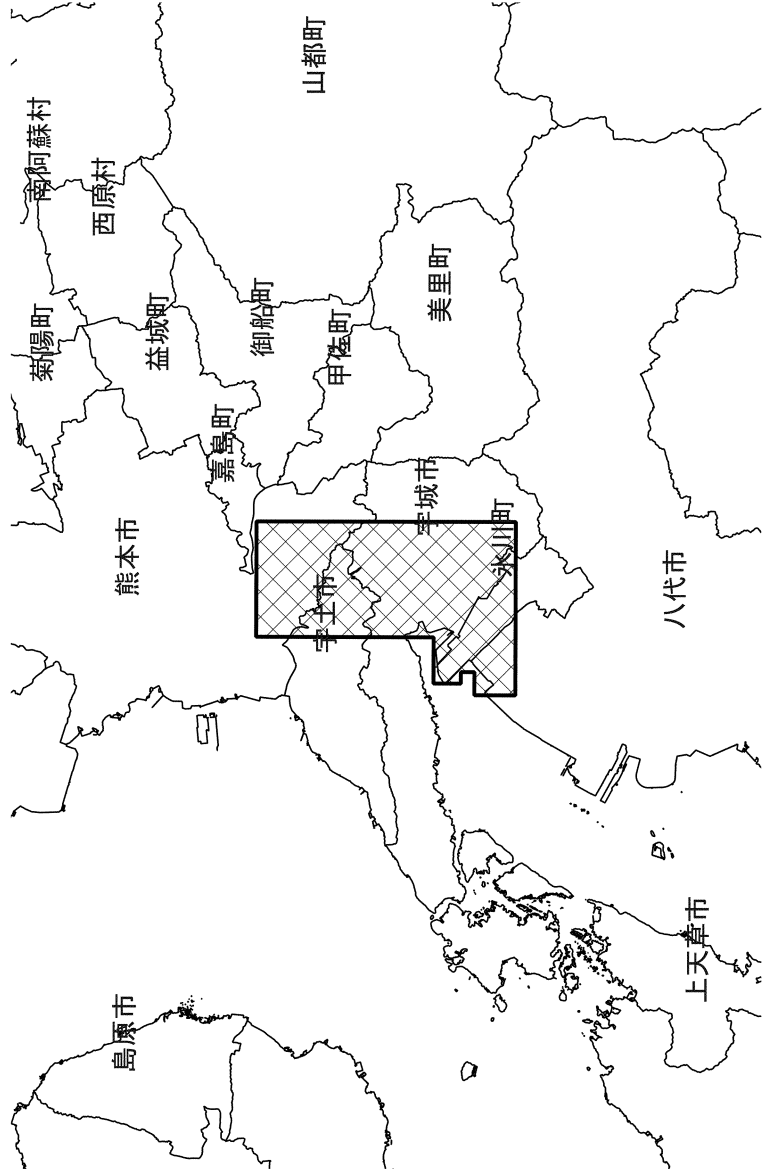 山都町
南阿蘇村
西原村
美里町
御船町
益城町
菊陽町
甲佐町
嘉島町
宇城市
氷川町
熊本市
八代市
宇土市
上天草市
島原市